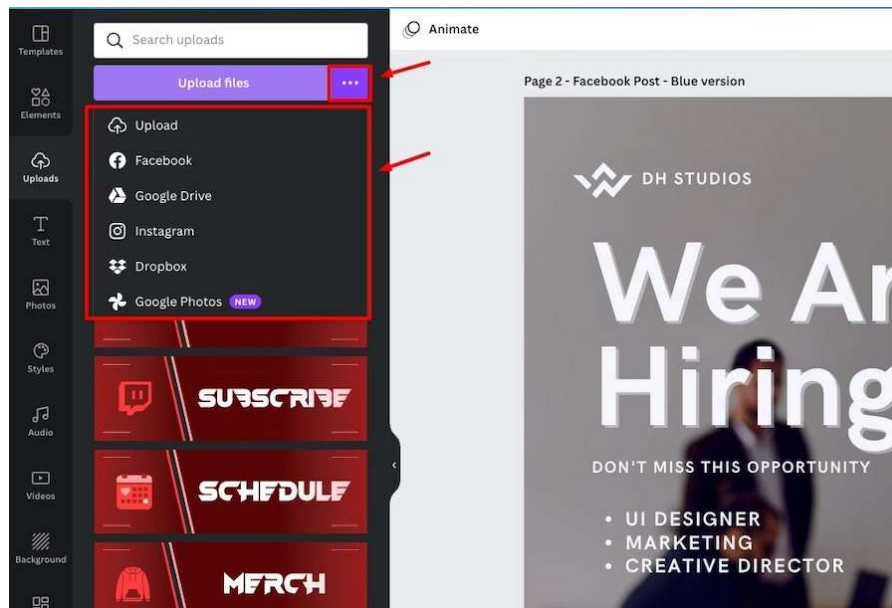 Templates
Elements
Uploads
Text
Photos
Styles
Audio
Videos
Background
Search uploads
Upload files
Upload
Facebook
Google Drive
Instagram
Dropbox
Google Photos NEW
SUBSCRIBE
SCHEDULE
MERCH
Animate
Page 2 - Facebook Post - Blue version
DH STUDIOS
We Ar
Hiring
DON'T MISS THIS OPPORTUNITY
• UI DESIGNER
• MARKETING
• CREATIVE DIRECTOR